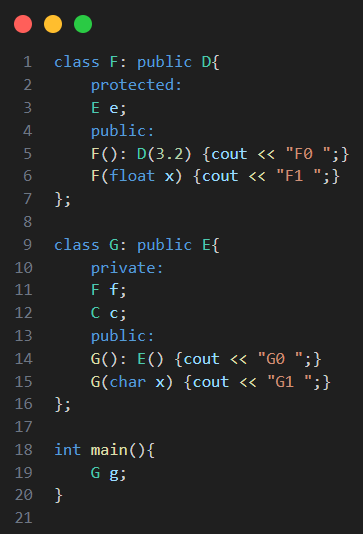 1 class F: public D{
2 protected:
3 E e;
4 public:
5 F(): D(3.2) {cout << "F0 ";}
6 F(float x) {cout << "F1 ";}
7 };
8
9 class G: public E{
10 private:
11 F f;
12 C c;
13 public:
14 G(): E() {cout << "G0 ";}
15 G(char x) {cout << "G1 ";}
16 };
17
18 int main(){
19 G g;
20 }
21